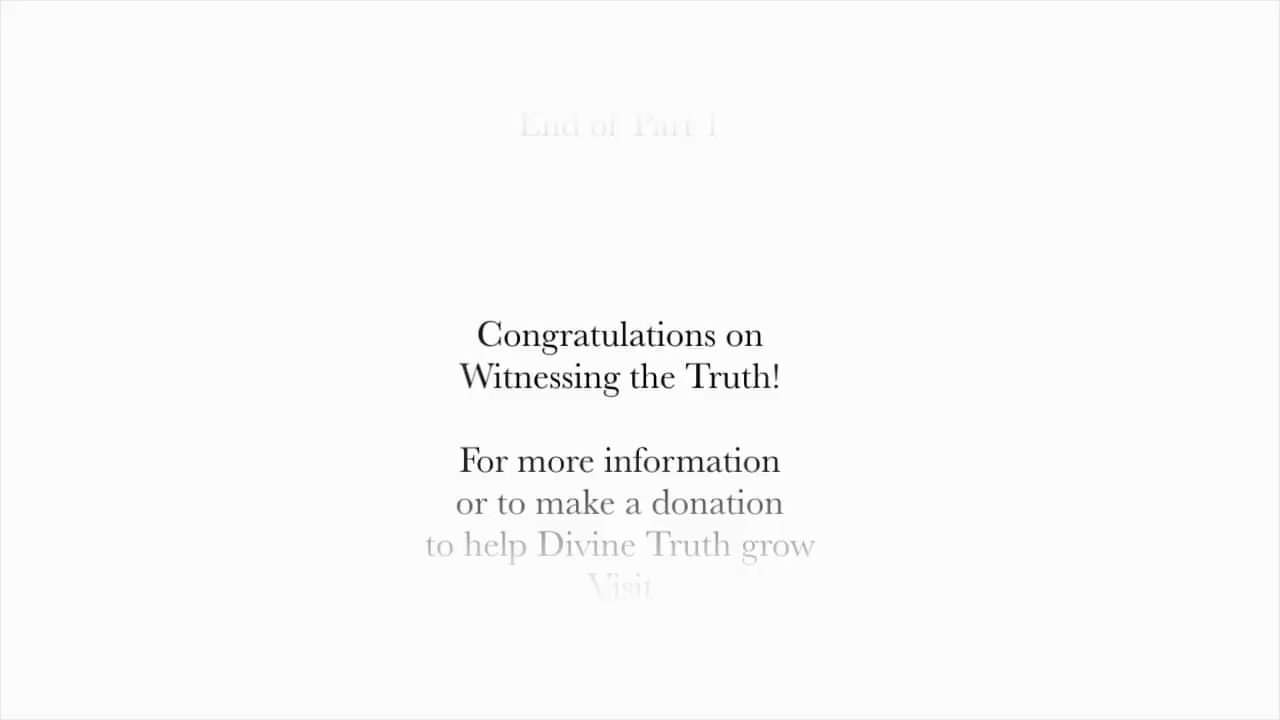 End of Part 1
Congratulations on
Witnessing the Truth!
For more information
or to make a donation
to help Divine Truth grow
Visit